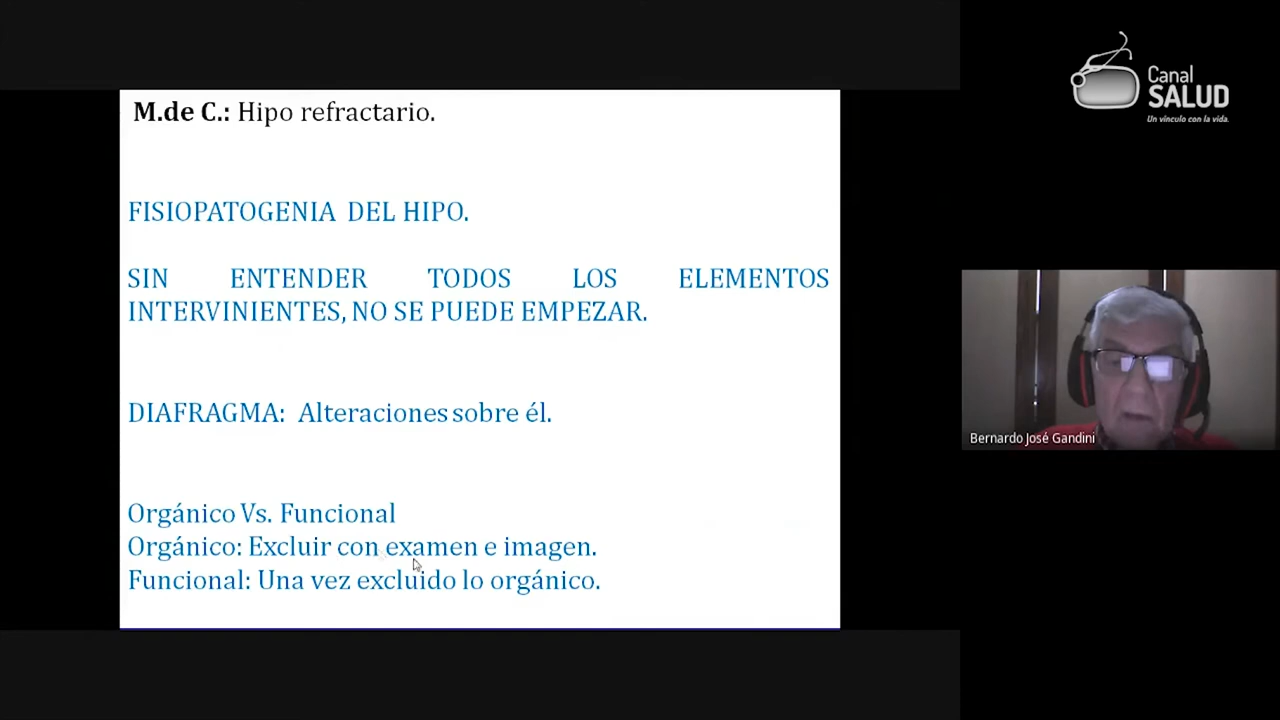 M.de C.: Hipo refractario.
FISIOPATOGENIA DEL HIPO.
SIN ENTENDER TODOS LOS ELEMENTOS
INTERVINIENTES, NO SE PUEDE EMPEZAR.
DIAFRAGMA: Alteraciones sobre él.
Orgánico Vs. Funcional
Orgánico: Excluir con examen e imagen.
Funcional: Una vez excluido lo orgánico.
Canal
SALUD
Un vínculo con la vida.
Bernardo José Gandini